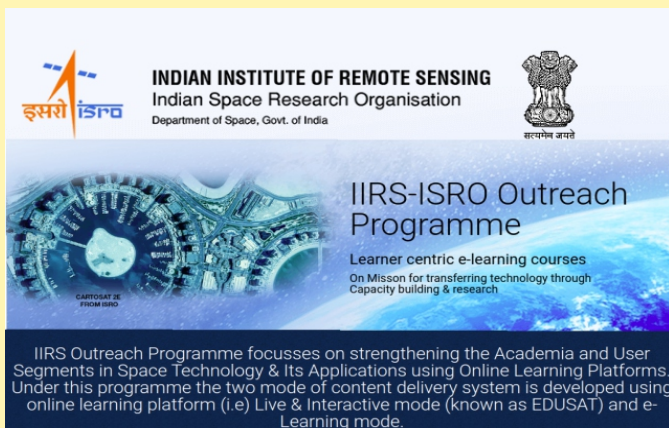 इसरो isro
INDIAN INSTITUTE OF REMOTE SENSING
Indian Space Research Organisation
Department of Space, Govt. of India
सत्यमेव जयते
IIRS-ISRO Outreach
Programme
Learner centric e-learning courses
On Misson for transferring technology through
Capacity building & research
CARTOSAT 2E
FROM ISRO
IIRS Outreach Programme focusses on strengthening the Academia and User
Segments in Space Technology & Its Applications using Online Learning Platforms.
Under this programme the two mode of content delivery system is developed using
online learning platform (i.e) Live & Interactive mode (known as EDUSAT) and e-
Learning mode.